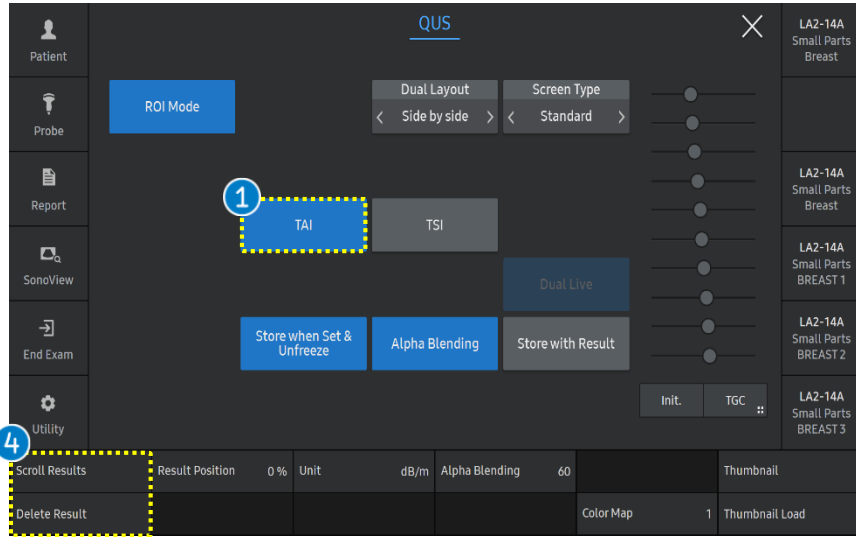 QUS
Patient
Probe
Report
SonoView
End Exam
Utility
ROI Mode
Dual Layout
Side by side
Screen Type
Standard
1
TAI
TSI
Dual Live
Store when Set &
Unfreeze
Alpha Blending
Store with Result
Init.
TGC
LA2-14A
Small Parts
Breast
LA2-14A
Small Parts
Breast
LA2-14A
Small Parts
BREAST 1
LA2-14A
Small Parts
BREAST 2
LA2-14A
Small Parts
BREAST 3
4
Scroll Results
Result Position 0 %
Unit dB/m
Alpha Blending 60
Thumbnail
Delete Result
Color Map 1
Thumbnail Load